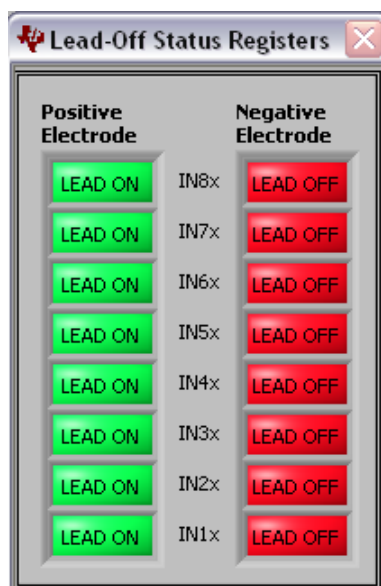 Lead-Off Status Registers
Positive Negative
Electrode Electrode
LEAD ON IN8x LEAD OFF
LEAD ON IN7x LEAD OFF
LEAD ON IN6x LEAD OFF
LEAD ON IN5x LEAD OFF
LEAD ON IN4x LEAD OFF
LEAD ON IN3x LEAD OFF
LEAD ON IN2x LEAD OFF
LEAD ON IN1x LEAD OFF